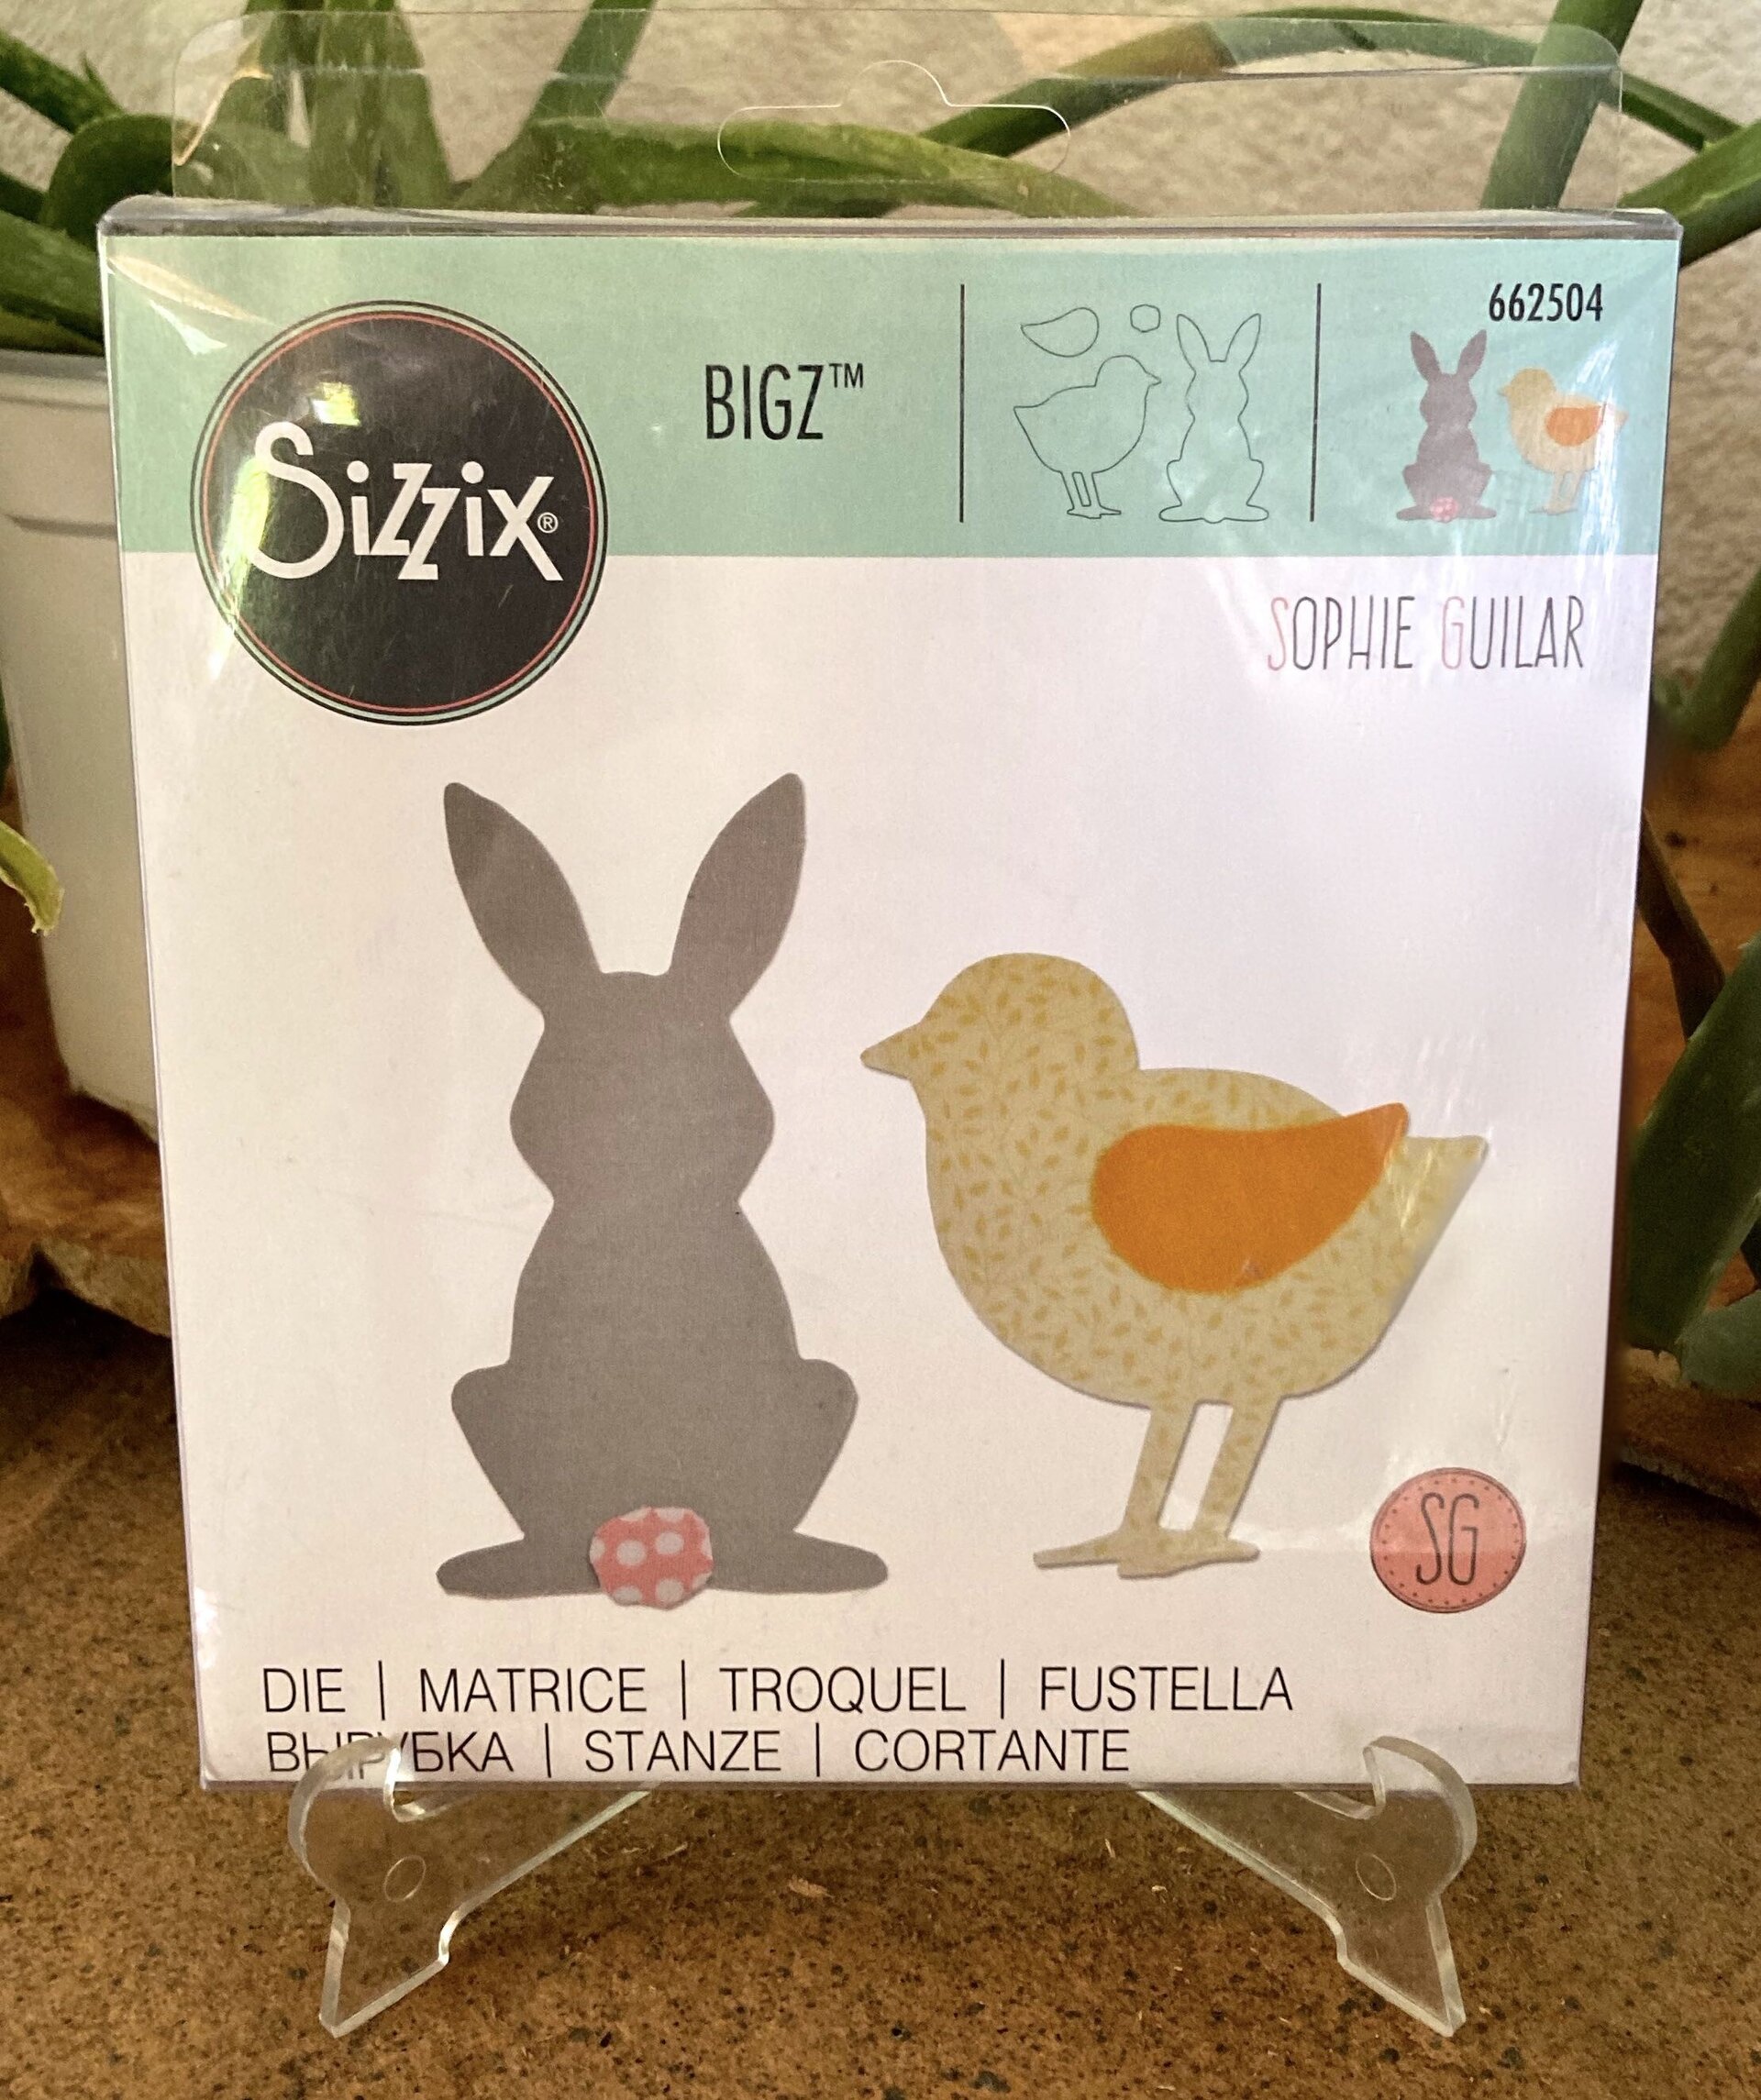 662504
Sizzix®
BIGZ™
SOPHIE GUILAR
SG
DIE | MATRICE | TROQUEL | FUSTELLA
ВЫРУБКА | STANZE | CORTANTE